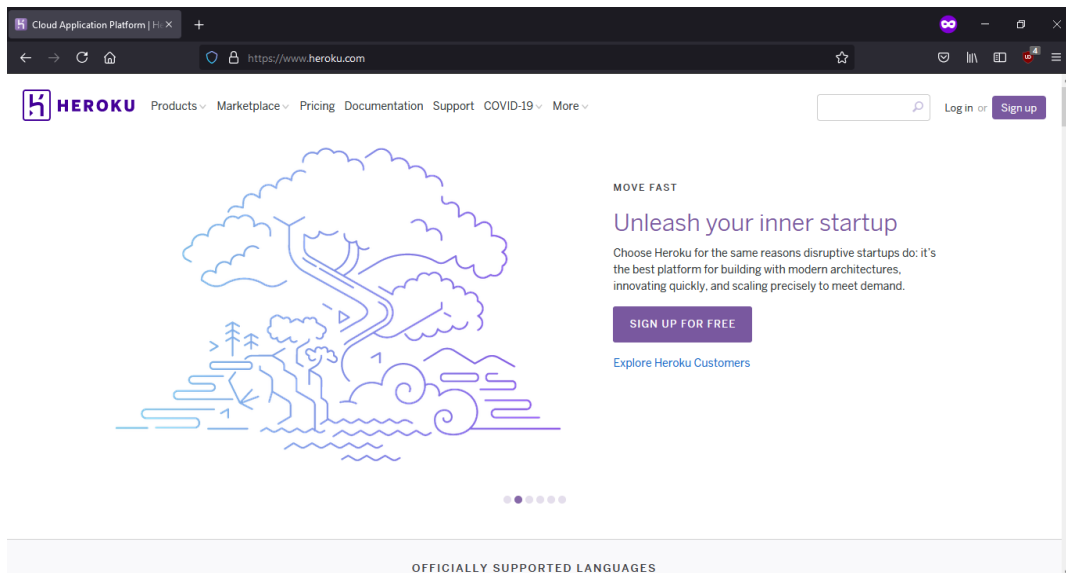 Cloud Application Platform | H
https://www.heroku.com
4
HEROKU Products Marketplace Pricing Documentation Support COVID-19 More Log in or Sign up
MOVE FAST
Unleash your inner startup
Choose Heroku for the same reasons disruptive startups do: it's
the best platform for building with modern architectures,
innovating quickly, and scaling precisely to meet demand.
SIGN UP FOR FREE
Explore Heroku Customers
OFFICIALLY SUPPORTED LANGUAGES